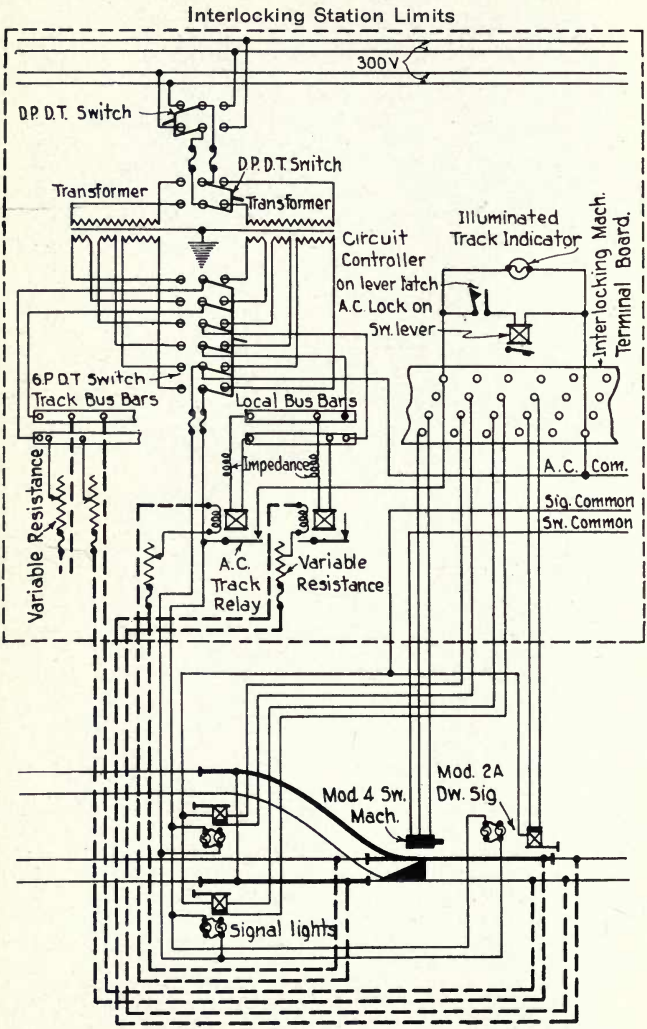 Interlocking Station Limits
300V
D.P. D.T. Switch
D.P. D.T. Switch
Transformer
Transformer
Illuminated
Track Indicator
Circuit
Controller
on lever latch
A.C. Lock on
Sw. lever
Interlocking Mach.
Terminal Board.
6.P.D.T Switch
Track Bus Bars
Local Bus Bars
Impedance
A.C. Com.
Sig. Common
Sw. Common
Variable Resistance
A.C.
Track
Relay
Variable
Resistance
Mod. 4 Sw.
Mach.
Mod. 2A
Dw. Sig
Signal lights